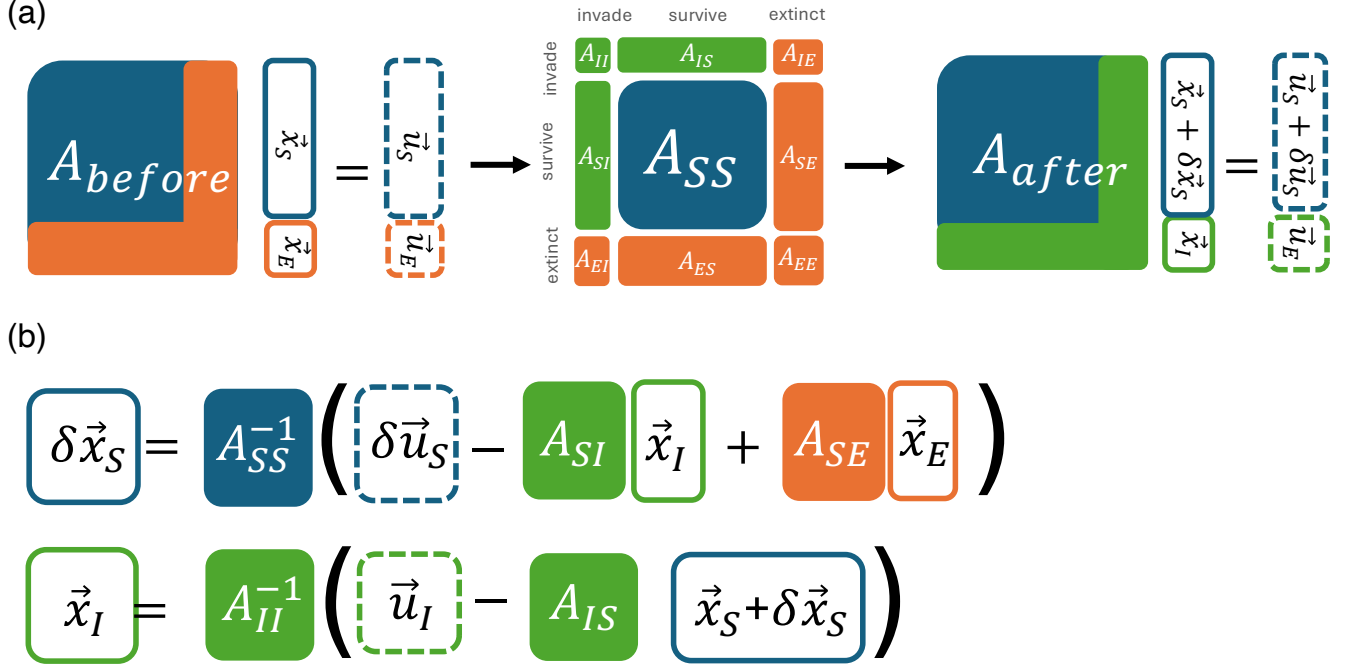 (a)
invade survive extinct
invade
survive
extinct
A_before
x⃗_S
x⃗_E
=
u⃗_S
u⃗_E
A_II A_IS A_IE
A_SI A_SS A_SE
A_EI A_ES A_EE
A_after
x⃗_S + δx⃗_S
x⃗_I
=
u⃗_S + δu⃗_S
u⃗_E
(b)
δx⃗_S = A_SS^{-1} ( δu⃗_S − A_SI x⃗_I + A_SE x⃗_E )
x⃗_I = A_II^{-1} ( u⃗_I − A_IS x⃗_S+δx⃗_S )